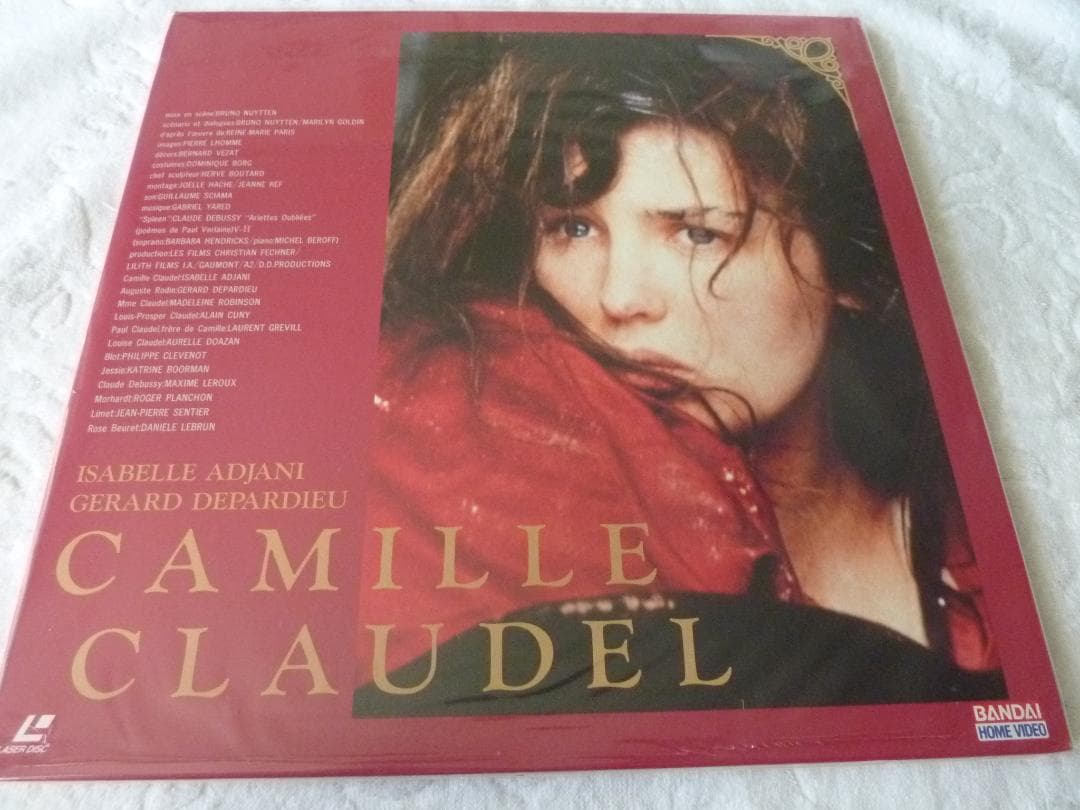 mise en scène:BRUNO NUYTTEN
scénario et dialogues:BRUNO NUYTTEN/MARILYN GOLDIN
d'après l'œuvre de:REINE-MARIE PARIS
images:PIERRE LHOMME
décors:BERNARD VEZAT
costumes:DOMINIQUE BORG
chef sculpteur:HERVE BOUTARD
montage:JOELLE HACHE/JEANNE KEF
son:GUILLAUME SCIAMA
musique:GABRIEL YARED
"Spleen":CLAUDE DEBUSSY "Ariettes Oubliées"
(poèmes de Paul Verlaine)V-II
(soprano:BARBARA HENDRICKS/piano:MICHEL BEROFF)
production:LES FILMS CHRISTIAN FECHNER/
LILITH FILMS I.A./GAUMONT/A2/D.D.PRODUCTIONS
Camille Claudel:ISABELLE ADJANI
Auguste Rodin:GERARD DEPARDIEU
Mme Claudel:MADELEINE ROBINSON
Louis-Prosper Claudel:ALAIN CUNY
Paul Claudel,frère de Camille:LAURENT GREVILL
Louise Claudel:AURELLE DOAZAN
Blot:PHILIPPE CLEVENOT
Jessie:KATRINE BOORMAN
Claude Debussy:MAXIME LEROUX
Morhardt:ROGER PLANCHON
Limet:JEAN-PIERRE SENTIER
Rose Beuret:DANIELE LEBRUN
ISABELLE ADJANI
GERARD DEPARDIEU
CAMILLE
CLAUDEL
LASER DISC
BANDAI
HOME VIDEO